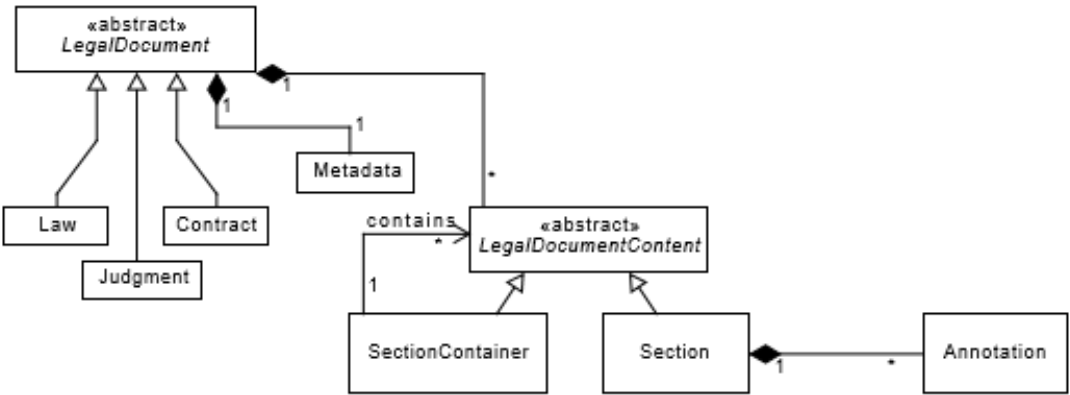 «abstract»
LegalDocument
1
1
1
Metadata
*
Law
Contract
Judgment
contains
*
1
«abstract»
LegalDocumentContent
SectionContainer
Section
1
*
Annotation